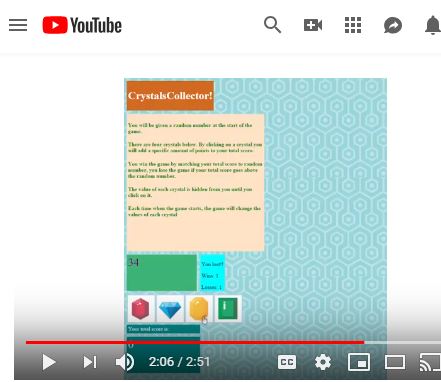 YouTube
CrystalsCollector!
You will be given a random number at the start of the
game.
There are four crystals below. By clicking on a crystal you
will add a specific amount of points to your total score.
You win the game by matching your total score to random
number, you lose the game if your total score goes above
the random number.
The value of each crystal is hidden from you until you
click on it.
Each time when the game starts, the game will change the
values of each crystal
34
You lost!!
Wins: 3
Losses: 1
Your total score is:
0
2:06 / 2:51
CC